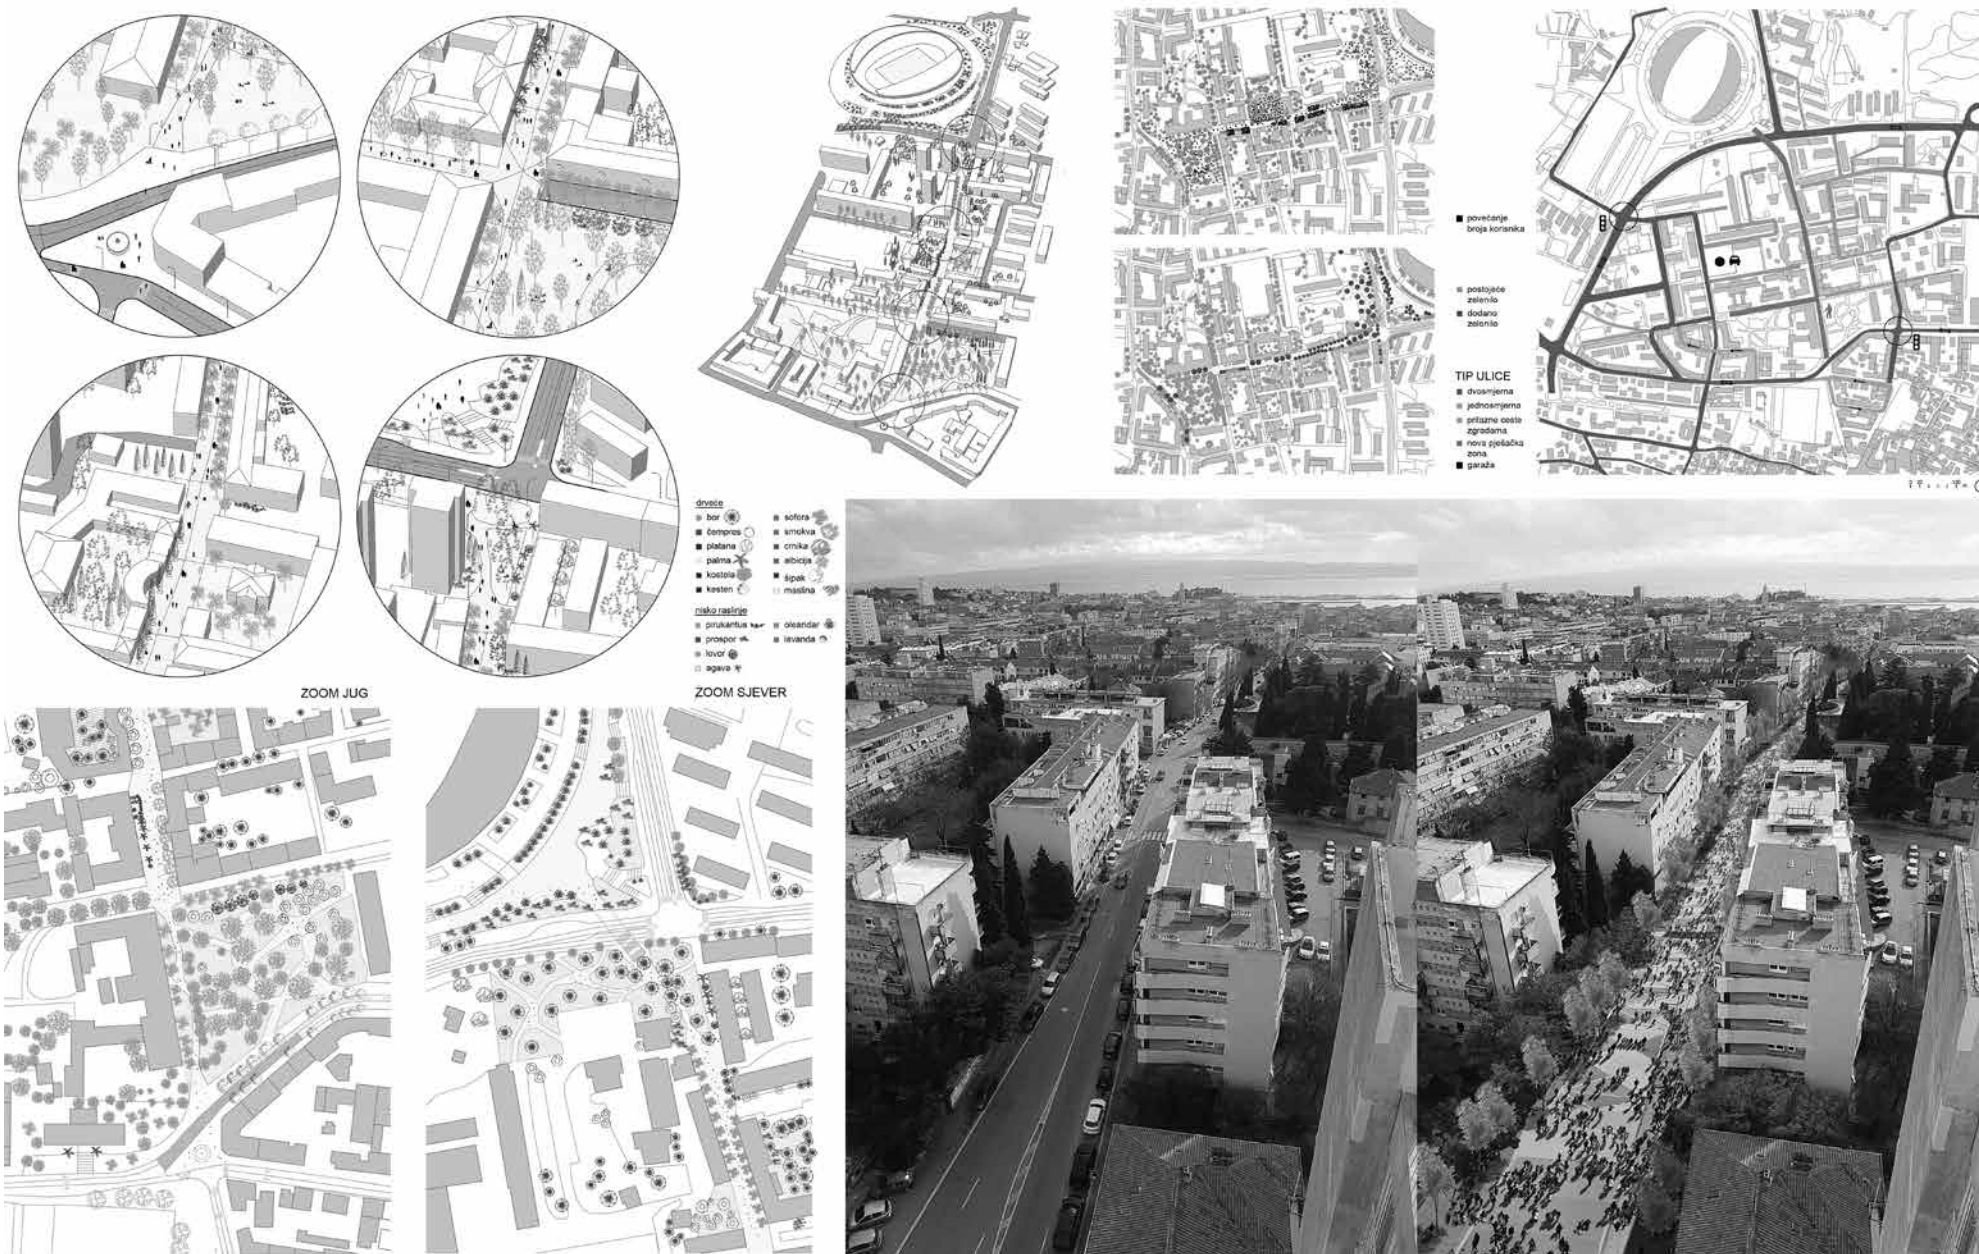 povećanje
broja korisnika
postojeće
zelenilo
dodano
zelenilo
TIP ULICE
dvosmjerna
jednosmjerna
prilazne ceste
zgradama
nova pješačka
zona
garaža
drveće
bor
čempres
platana
palma
kostela
kesten
sofora
smokva
crnika
albicija
šipak
maslina
nisko raslinje
pirukantus
prospor
lovor
agava
oleandar
lavanda
ZOOM JUG
ZOOM SJEVER